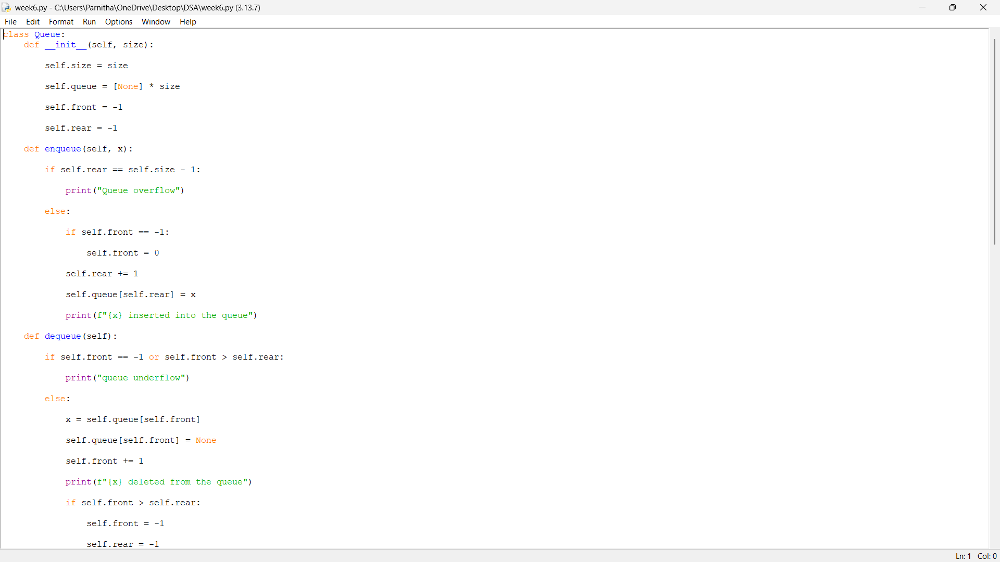 week6.py - C:\Users\Parnitha\OneDrive\Desktop\DSA\week6.py (3.13.7)
File Edit Format Run Options Window Help
class Queue:
    def __init__(self, size):
        self.size = size
        self.queue = [None] * size
        self.front = -1
        self.rear = -1
    def enqueue(self, x):
        if self.rear == self.size - 1:
            print("Queue overflow")
        else:
            if self.front == -1:
                self.front = 0
            self.rear += 1
            self.queue[self.rear] = x
            print(f"{x} inserted into the queue")
    def dequeue(self):
        if self.front == -1 or self.front > self.rear:
            print("queue underflow")
        else:
            x = self.queue[self.front]
            self.queue[self.front] = None
            self.front += 1
            print(f"{x} deleted from the queue")
            if self.front > self.rear:
                self.front = -1
                self.rear = -1
Ln: 1 Col: 0